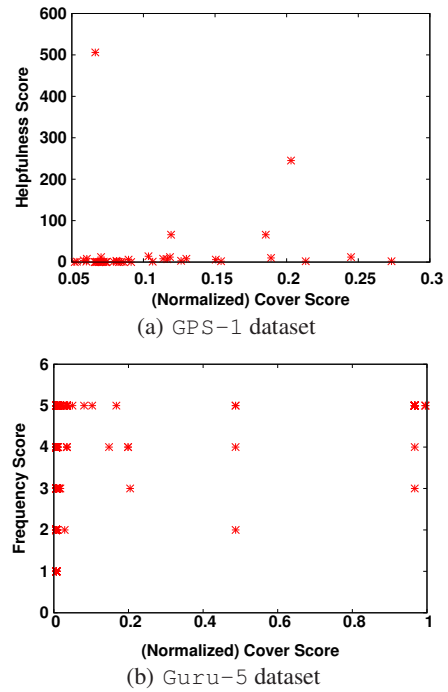 600
500
400
300
200
100
0
Helpfulness Score
0.05 0.1 0.15 0.2 0.25 0.3
(Normalized) Cover Score
(a) GPS-1 dataset
6
5
4
3
2
1
0
Frequency Score
0 0.2 0.4 0.6 0.8 1
(Normalized) Cover Score
(b) Guru-5 dataset